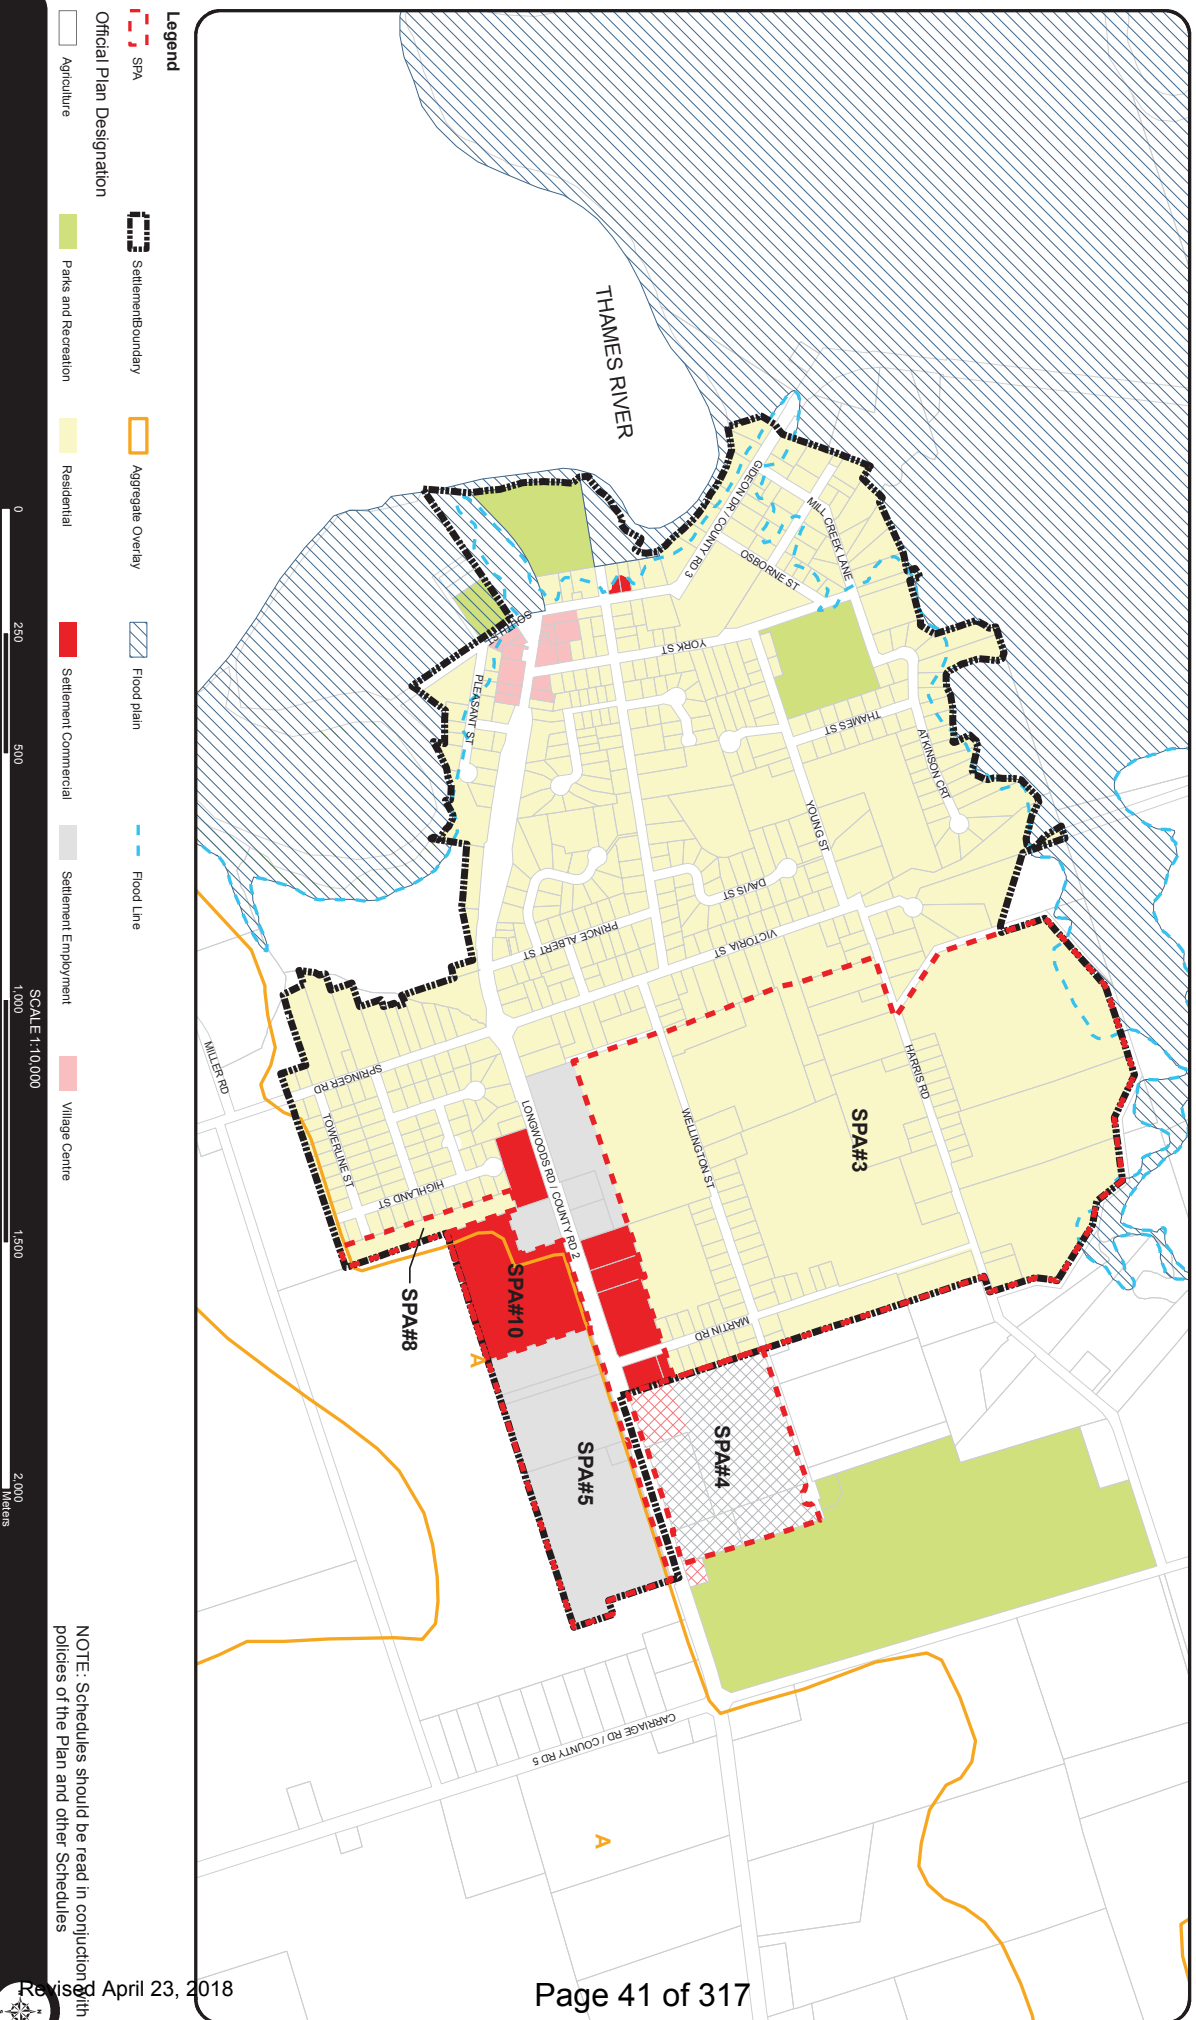 Legend
SPA
SettlementBoundary
Aggregate Overlay
Flood plain
Flood Line
Official Plan Designation
Agriculture
Parks and Recreation
Residential
Settlement Commercial
Settlement Employment
Village Centre
SCALE 1:10,000
0 250 500 1,000 1,500 2,000
Meters
NOTE: Schedules should be read in conjuction with
policies of the Plan and other Schedules
THAMES RIVER
GIDEON DR / COUNTY RD 3
MILL CREEK LANE
OSBORNE ST
YORK ST
SOUTH ST
PLEASANT ST
THAMES ST
ATKINSON CRT
YOUNG ST
DAVIS ST
PRINCE ALBERT ST
VICTORIA ST
HARRIS RD
SPA#3
WELLINGTON ST
MILLER RD
SPRINGER RD
TOWERLINE ST
HIGHLAND ST
LONGWOODS RD / COUNTY RD 2
SPA#10
SPA#8
MARTIN RD
A
SPA#4
SPA#5
CARRIAGE RD / COUNTY RD 5
A
Revised April 23, 2018
Page 41 of 317